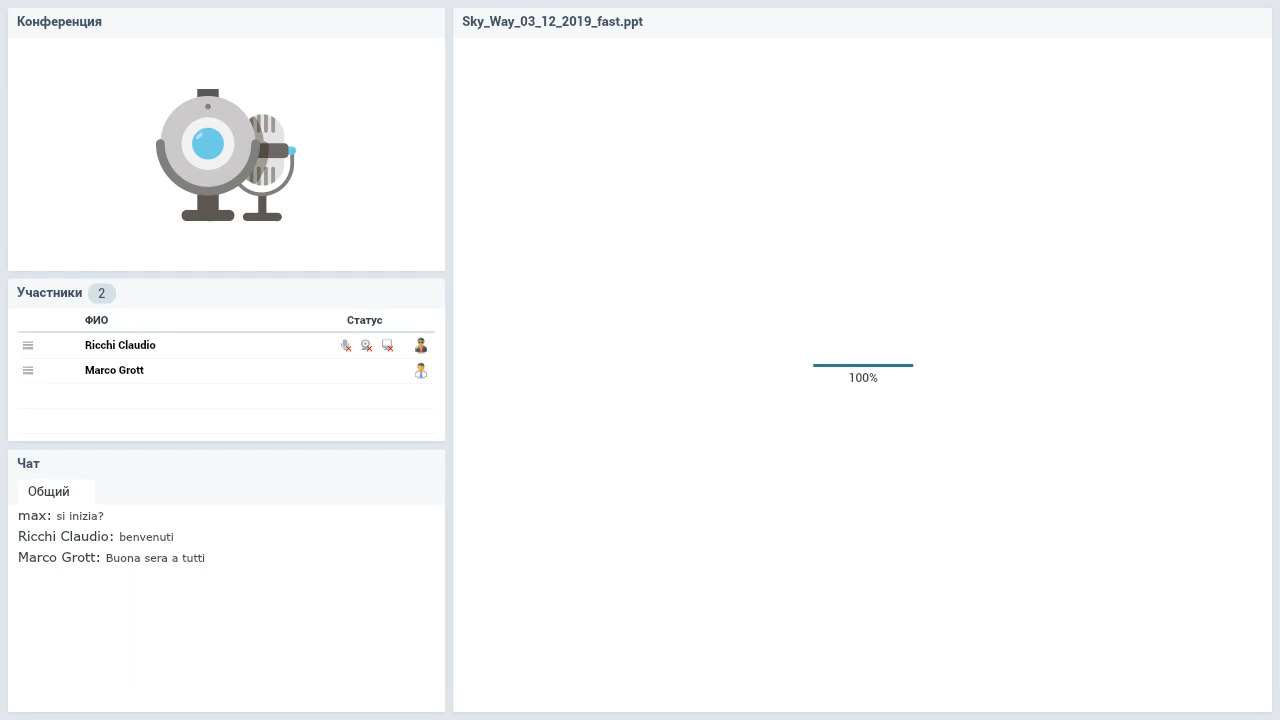 Конференция
Sky_Way_03_12_2019_fast.ppt
Участники 2
ФИО Статус
Ricchi Claudio
Marco Grott
100%
Чат
Общий
max: si inizia?
Ricchi Claudio: benvenuti
Marco Grott: Buona sera a tutti